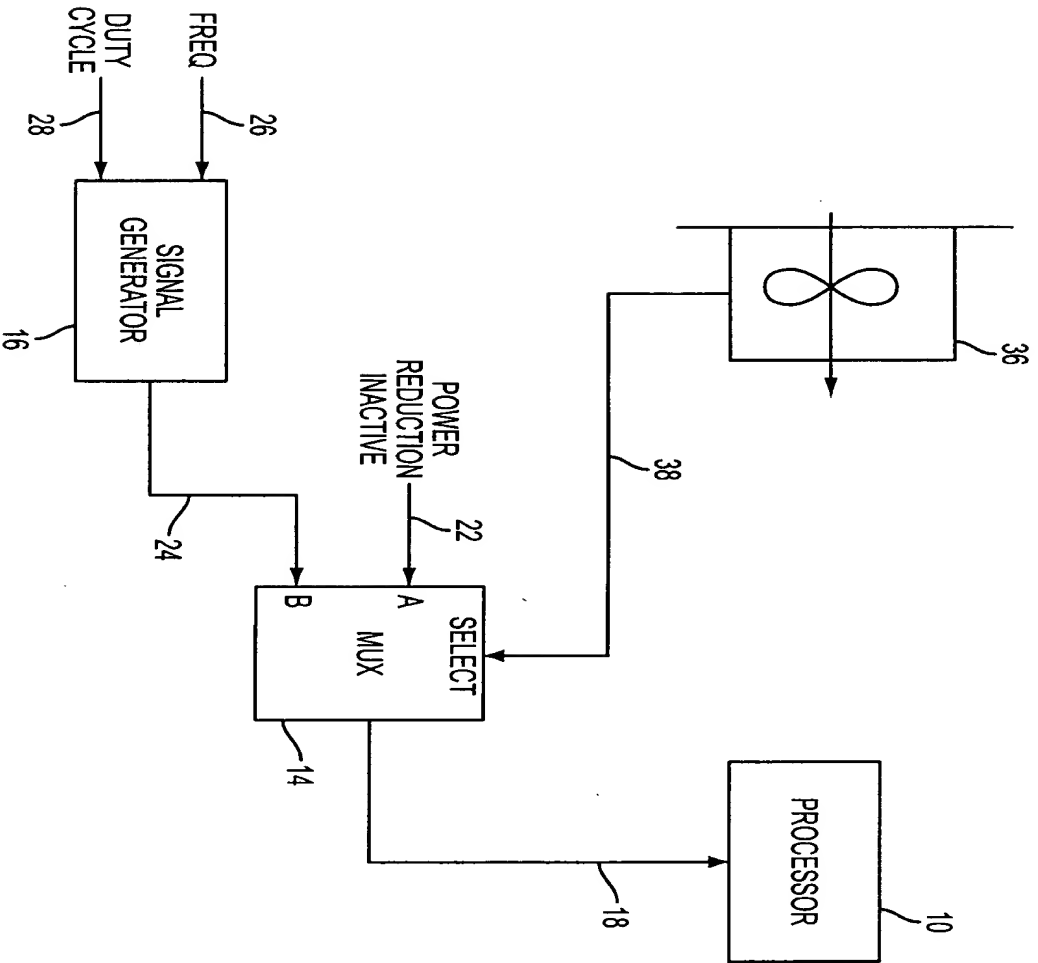 36
38
PROCESSOR
10
18
SELECT
A
B
MUX
14
POWER
REDUCTION
INACTIVE
22
FREQ
26
DUTY
CYCLE
28
SIGNAL
GENERATOR
16
24